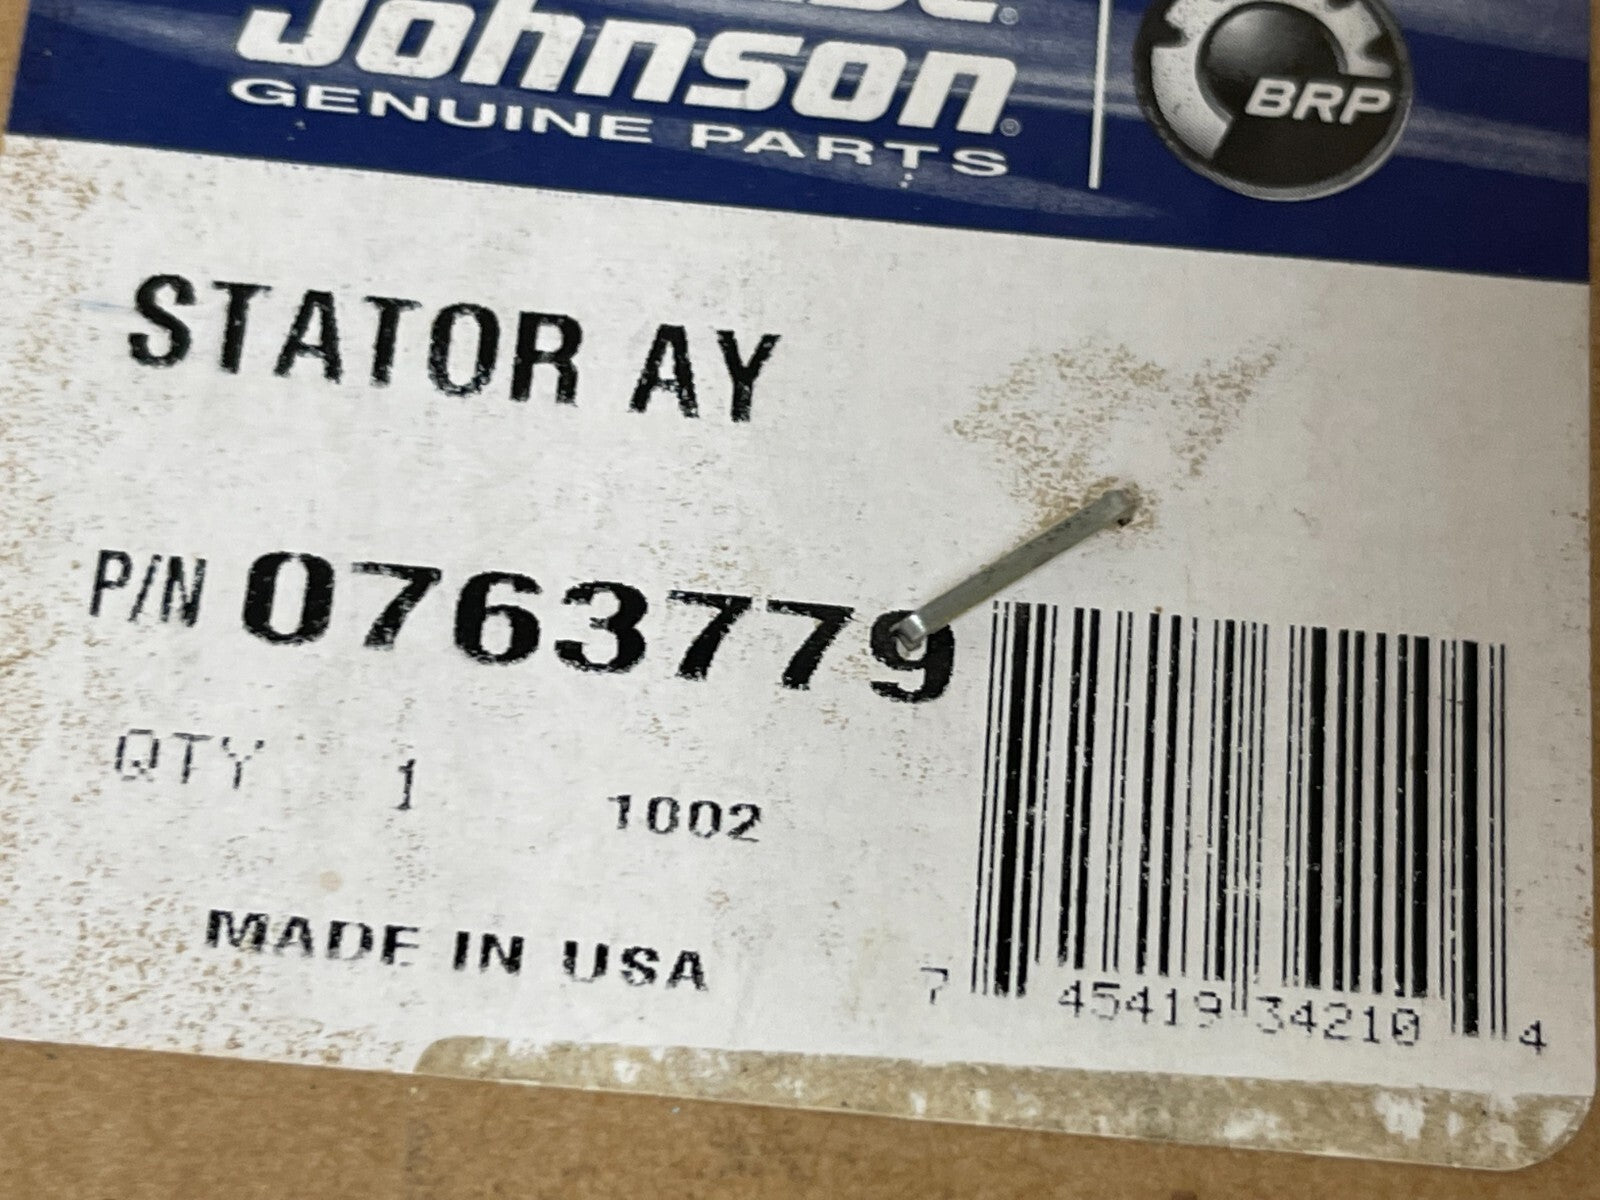 Johnson®
GENUINE PARTS
BRP
STATOR AY
P/N 0763779
QTY 1 1002
MADE IN USA
7 45419 34210 4